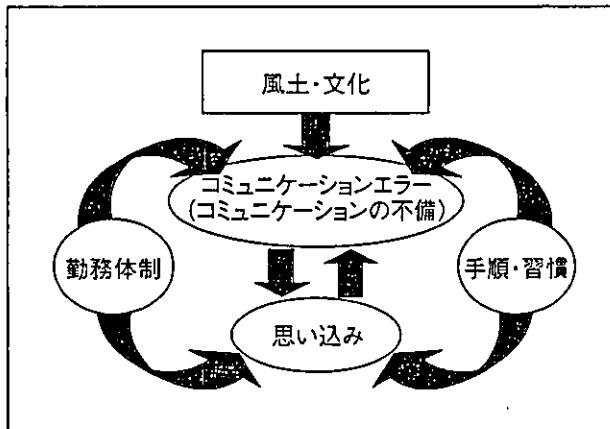 風土・文化
コミュニケーションエラー
(コミュニケーションの不備)
勤務体制
手順・習慣
思い込み